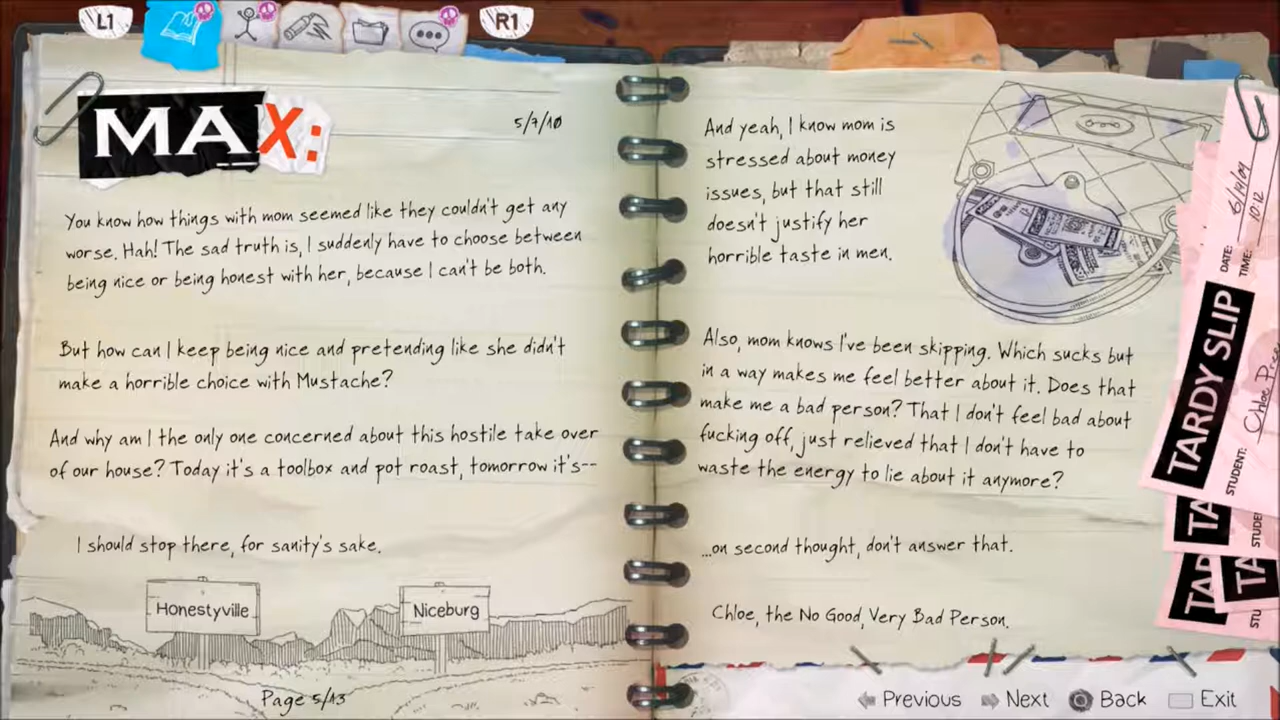 L1
R1
MAX:
5/7/10
You know how things with mom seemed like they couldn't get any
worse. Hah! The sad truth is, I suddenly have to choose between
being nice or being honest with her, because I can't be both.
But how can I keep being nice and pretending like she didn't
make a horrible choice with Mustache?
And why am I the only one concerned about this hostile take over
of our house? Today it's a toolbox and pot roast, tomorrow it's--
I should stop there, for sanity's sake.
Honestyville
Niceburg
Page 5/13
And yeah, I know mom is
stressed about money
issues, but that still
doesn't justify her
horrible taste in men.
Also, mom knows I've been skipping. Which sucks but
in a way makes me feel better about it. Does that
make me a bad person? That I don't feel bad about
fucking off, just relieved that I don't have to
waste the energy to lie about it anymore?
...on second thought, don't answer that.
Chloe, the No Good, Very Bad Person.
TARDY SLIP
DATE:
TIME: 10:12
STUDENT: Chloe
Previous
Next
Back
Exit